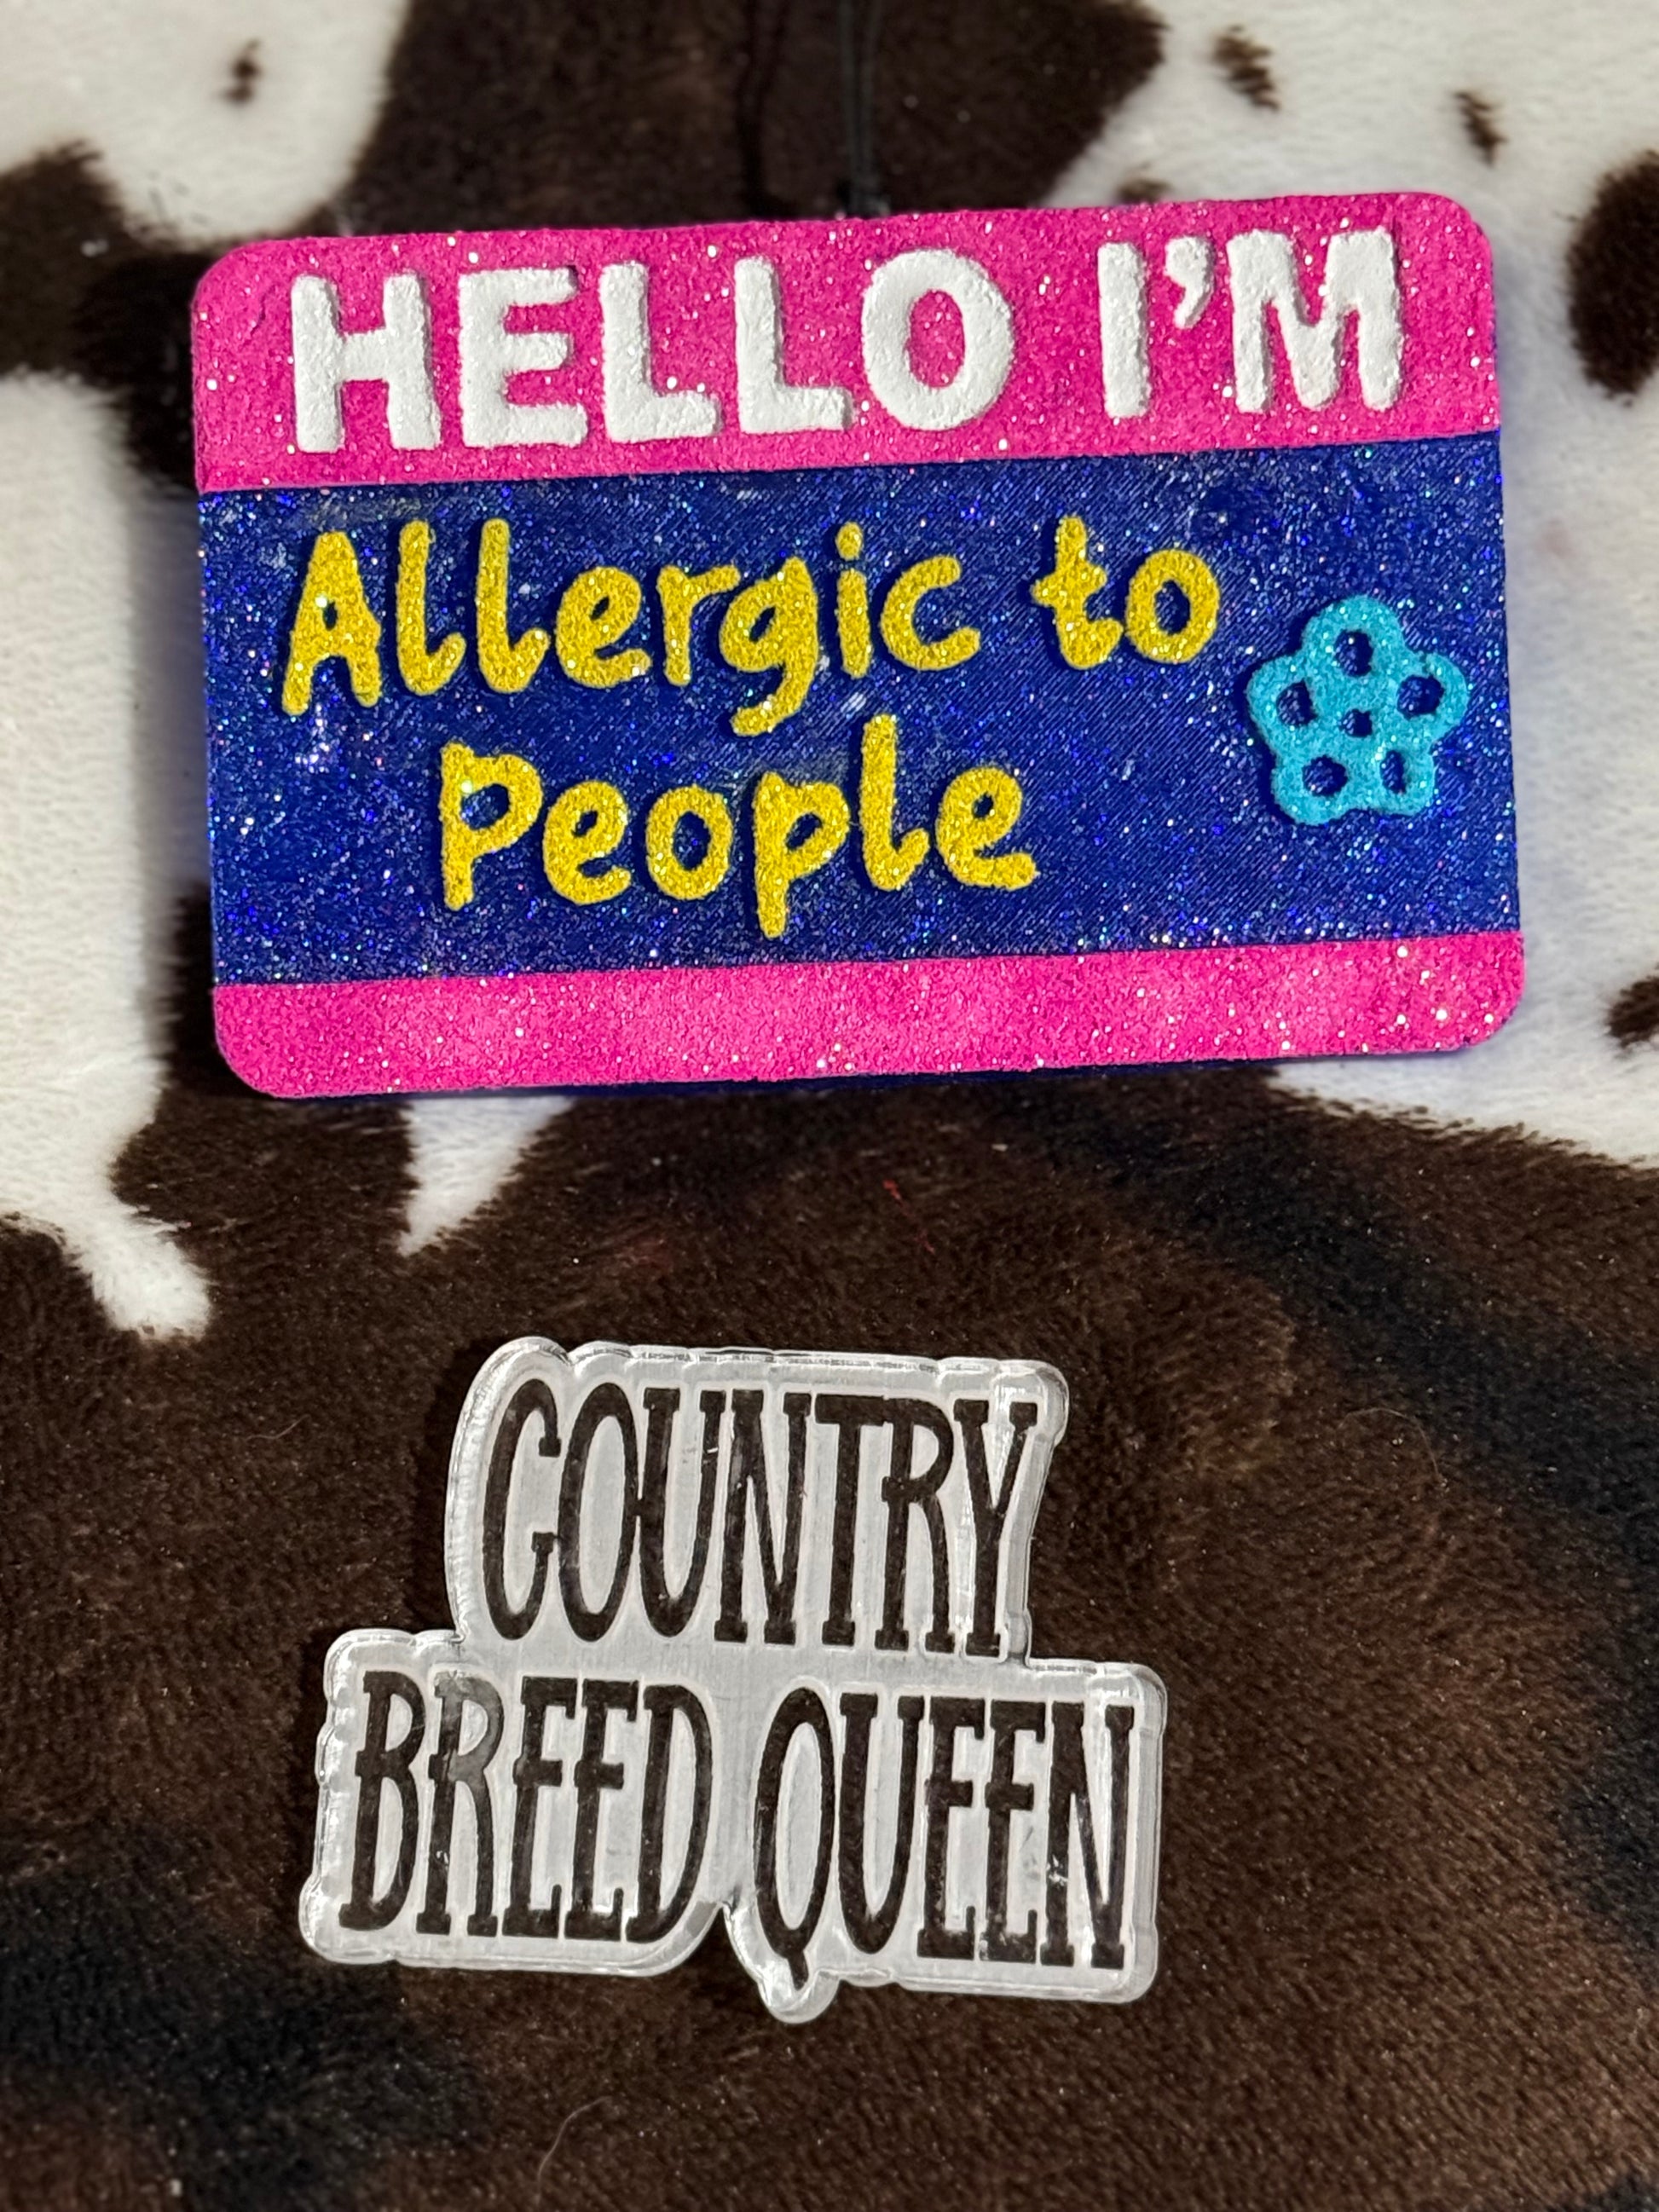 HELLO I'M
Allergic to
People
COUNTRY
BREED QUEEN